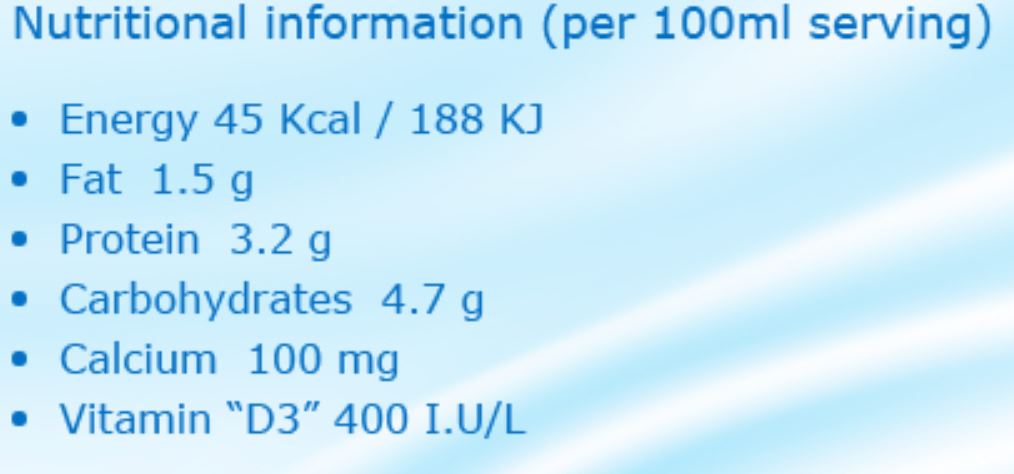 Nutritional information (per 100ml serving)
• Energy 45 Kcal / 188 KJ
• Fat 1.5 g
• Protein 3.2 g
• Carbohydrates 4.7 g
• Calcium 100 mg
• Vitamin “D3” 400 I.U/L